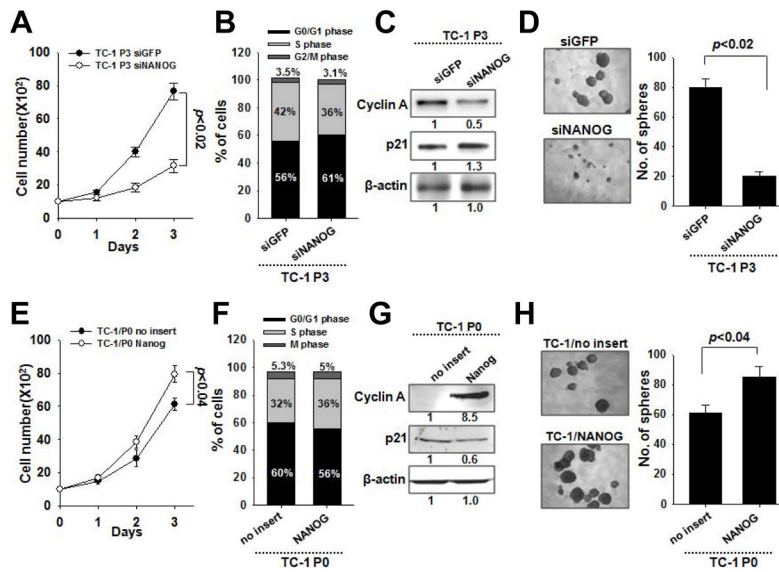 A
TC-1 P3 siGFP
TC-1 P3 siNANOG
Cell number(X10²)
100
80
60
40
20
0
p<0.02
0 1 2 3
Days
B
G0/G1 phase
S phase
G2/M phase
% of cells
120
100
80
60
40
20
0
3.5% 3.1%
42% 36%
56% 61%
siGFP siNANOG
TC-1 P3
C
TC-1 P3
siGFP siNANOG
Cyclin A
1 0.5
p21
1 1.3
β-actin
1 1.0
D
siGFP
siNANOG
p<0.02
No. of spheres
100
80
60
40
20
0
siGFP siNANOG
TC-1 P3
E
TC-1/P0 no insert
TC-1/P0 Nanog
Cell number(X10²)
100
80
60
40
20
0
p<0.04
0 1 2 3
Days
F
G0/G1 phase
S phase
M phase
% of cells
120
100
80
60
40
20
0
5.3% 5%
32% 36%
60% 56%
no insert NANOG
TC-1 P0
G
TC-1 P0
no insert Nanog
Cyclin A
1 8.5
p21
1 0.6
β-actin
1 1.0
H
TC-1/no insert
TC-1/NANOG
p<0.04
No. of spheres
100
80
60
40
20
0
no insert NANOG
TC-1 P0